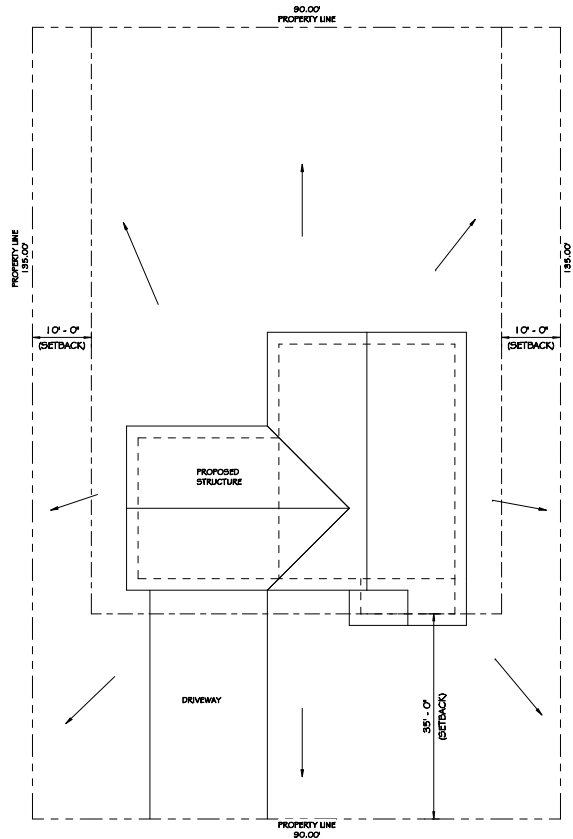 90.00'
PROPERTY LINE
PROPERTY LINE
135.00'
135.00'
10' - 0"
(SETBACK)
10' - 0"
(SETBACK)
PROPOSED
STRUCTURE
DRIVEWAY
35' - 0"
(SETBACK)
PROPERTY LINE
90.00'